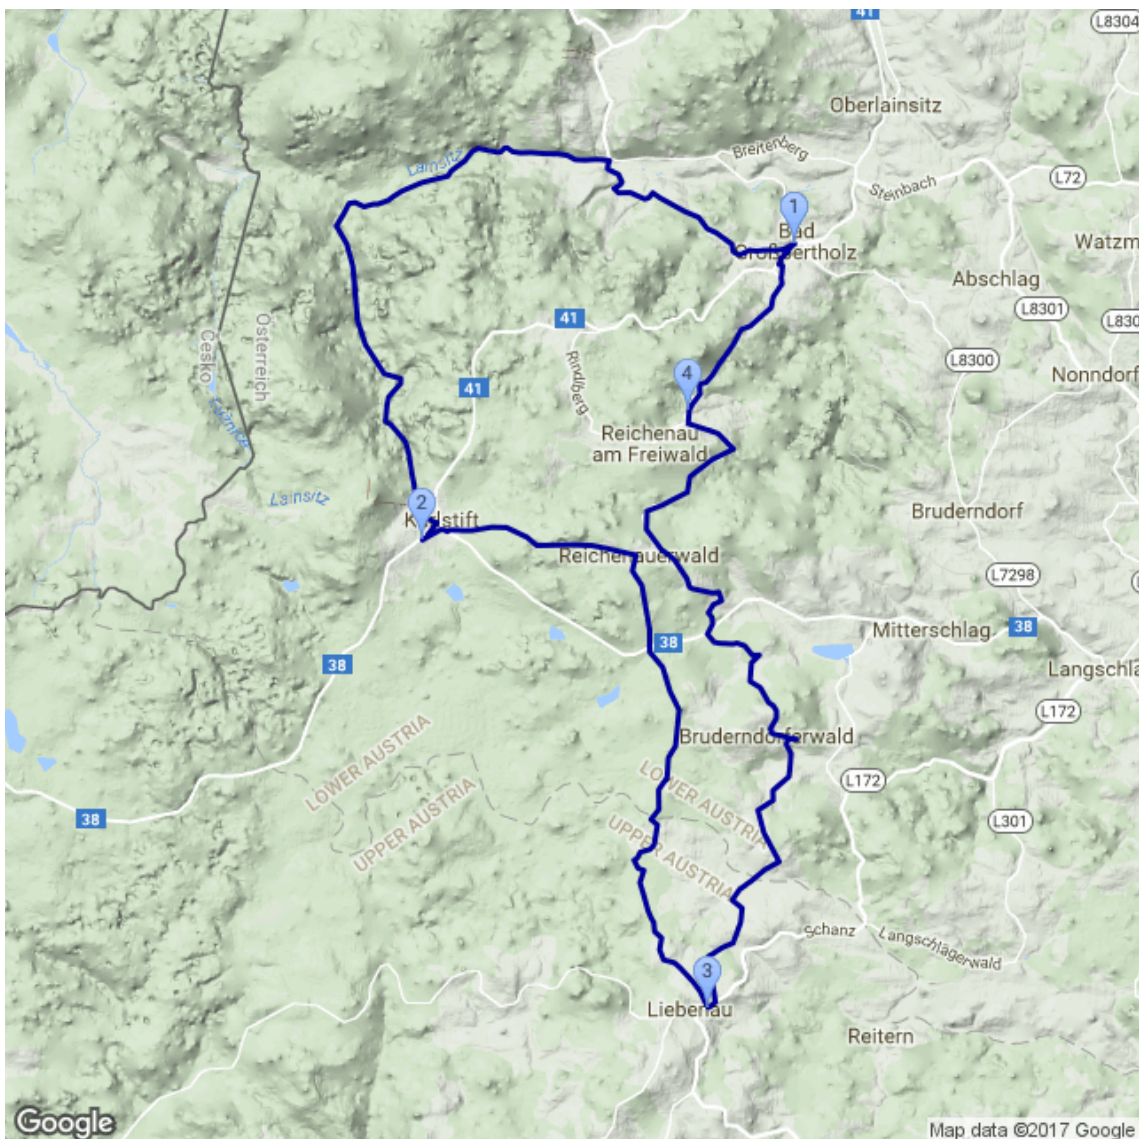 41
L8304
Oberlainsitz
Breitenberg
Lainsitz
L72
Steinbach
1
Bad
Großpertholz
Watzm
Abschlag
L8301
41
L830
Česko
Österreich
Rindlberg
L8300
4
41
Nonndorf
Reichenau
am Freiwald
Lainsitz
2
Karlstift
Bruderndorf
Reichenauerwald
L7298
Mitterschlag
38
38
38
Langschla
L172
Bruderndorferwald
LOWER AUSTRIA
UPPER AUSTRIA
LOWER AUSTRIA
UPPER AUSTRIA
L172
38
L301
Schanz
Langschlägerwald
3
Liebenau
Reitern
Google
Map data ©2017 Google